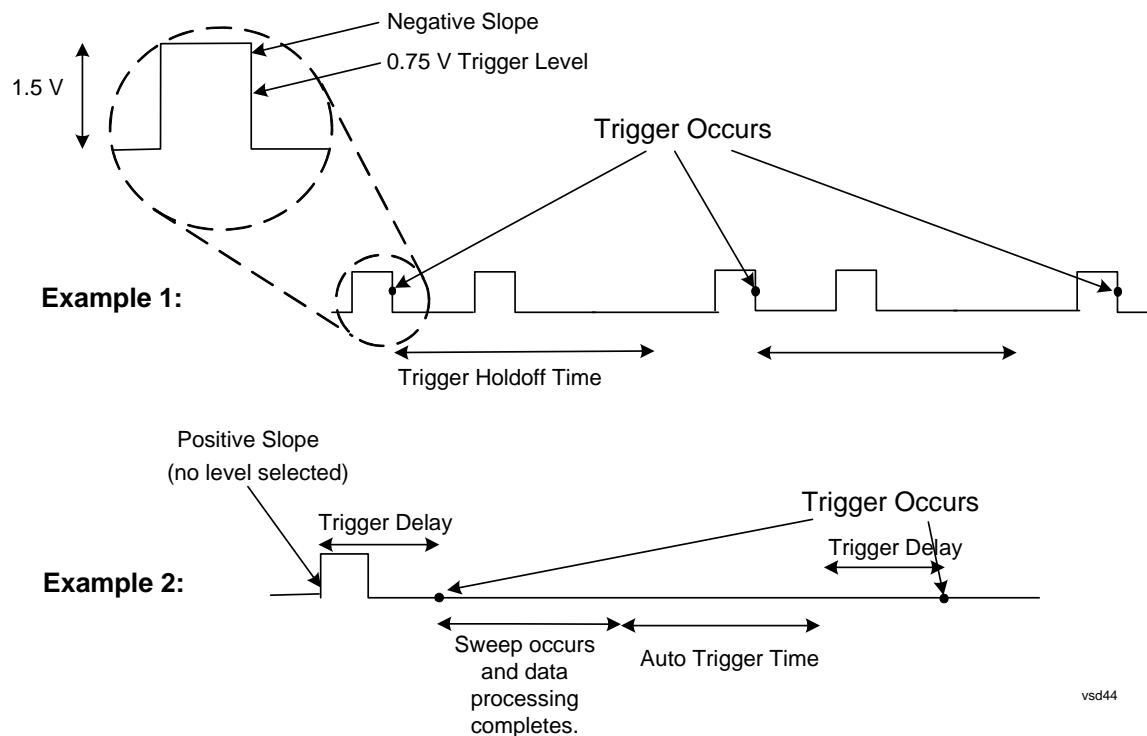 Negative Slope
0.75 V Trigger Level
1.5 V
Trigger Occurs
Example 1:
Trigger Holdoff Time
Positive Slope
(no level selected)
Trigger Delay
Trigger Occurs
Trigger Delay
Example 2:
Sweep occurs
and data
processing
completes.
Auto Trigger Time
vsd44